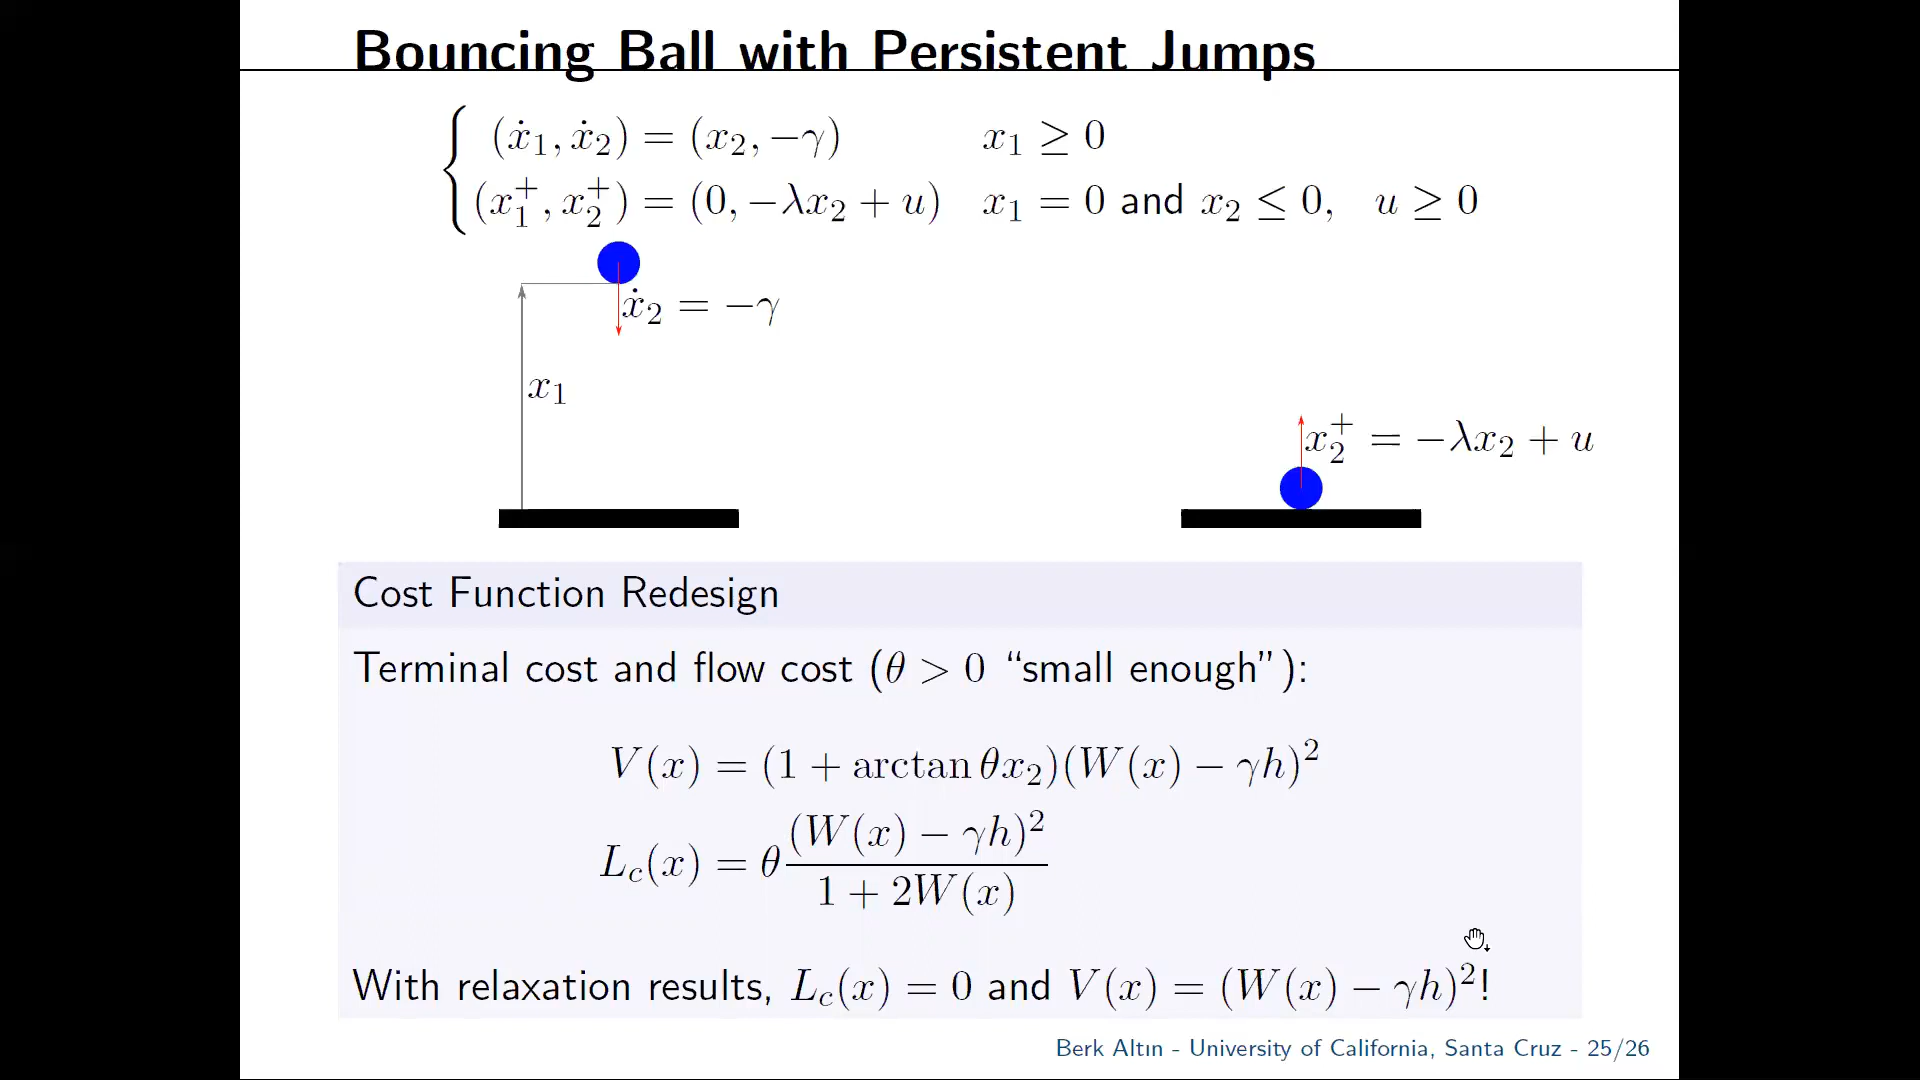 Bouncing Ball with Persistent Jumps
(ẋ₁, ẋ₂) = (x₂, −γ) x₁ ≥ 0
(x₁⁺, x₂⁺) = (0, −λx₂ + u) x₁ = 0 and x₂ ≤ 0, u ≥ 0
ẋ₂ = −γ
x₁
x₂⁺ = −λx₂ + u
Cost Function Redesign
Terminal cost and flow cost (θ > 0 “small enough”):
V(x) = (1 + arctan θx₂)(W(x) − γh)²
L_c(x) = θ (W(x) − γh)² / (1 + 2W(x))
With relaxation results, L_c(x) = 0 and V(x) = (W(x) − γh)²!
Berk Altın - University of California, Santa Cruz - 25/26